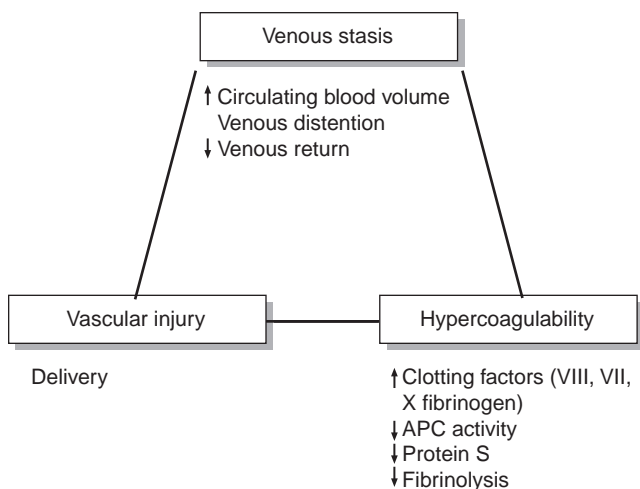 Venous stasis
↑ Circulating blood volume
Venous distention
↓ Venous return
Vascular injury
Delivery
Hypercoagulability
↑ Clotting factors (VIII, VII,
X fibrinogen)
↓ APC activity
↓ Protein S
↓ Fibrinolysis